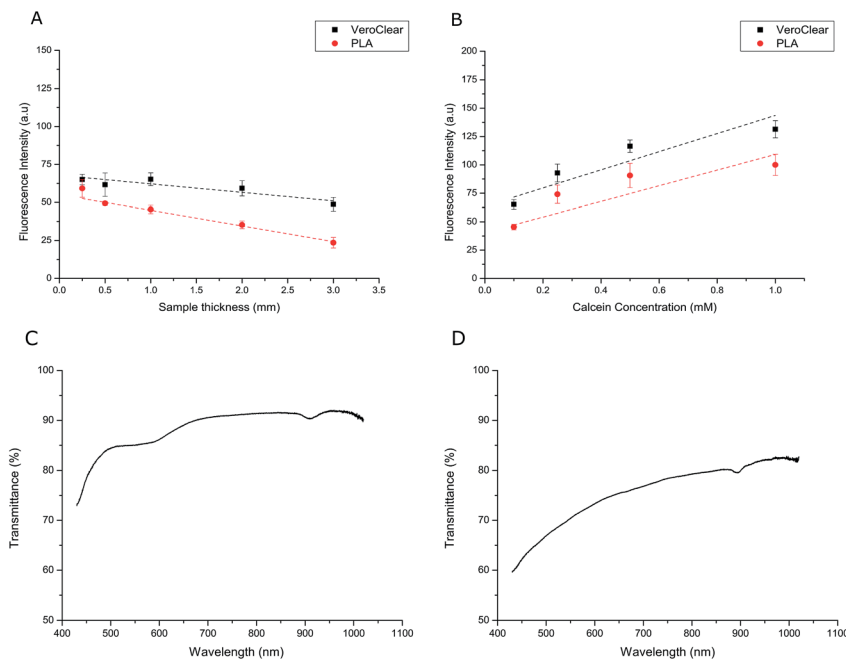 A
VeroClear
PLA
150
125
100
75
50
25
0
0.0 0.5 1.0 1.5 2.0 2.5 3.0 3.5
Fluorescence Intensity (a.u)
Sample thickness (mm)
B
VeroClear
PLA
200
175
150
125
100
75
50
25
0
0.0 0.2 0.4 0.6 0.8 1.0
Fluorescence Intensity (a.u)
Calcein Concentration (mM)
C
100
90
80
70
60
50
400 500 600 700 800 900 1000 1100
Transmittance (%)
Wavelength (nm)
D
100
90
80
70
60
50
400 500 600 700 800 900 1000 1100
Transmittance (%)
Wavelength (nm)